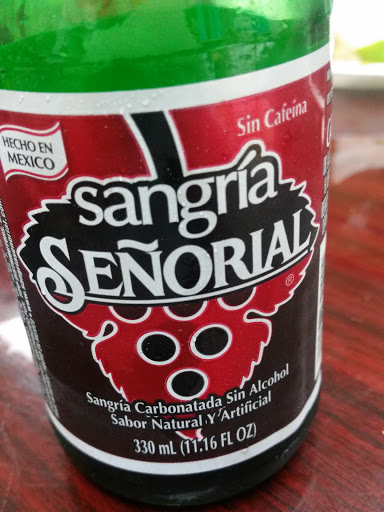 Sin Cafeína
HECHO EN
MEXICO
sangría
SEÑORIAL
®
Sangría Carbonatada Sin Alcohol
Sabor Natural Y Artificial
330 mL (11.16 FL OZ)